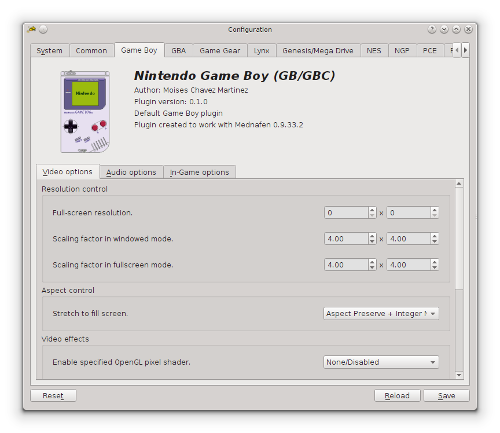 Configuration
System Common Game Boy GBA Game Gear Lynx Genesis/Mega Drive NES NGP PCE
Nintendo Game Boy (GB/GBC)
Author: Moises Chavez Martinez
Plugin version: 0.1.0
Default Game Boy plugin
Plugin created to work with Mednafen 0.9.33.2
Nintendo
Video options Audio options In-Game options
Resolution control
Full-screen resolution. 0 x 0
Scaling factor in windowed mode. 4.00 x 4.00
Scaling factor in fullscreen mode. 4.00 x 4.00
Aspect control
Stretch to fill screen. Aspect Preserve + Integer
Video effects
Enable specified OpenGL pixel shader. None/Disabled
Reset Reload Save